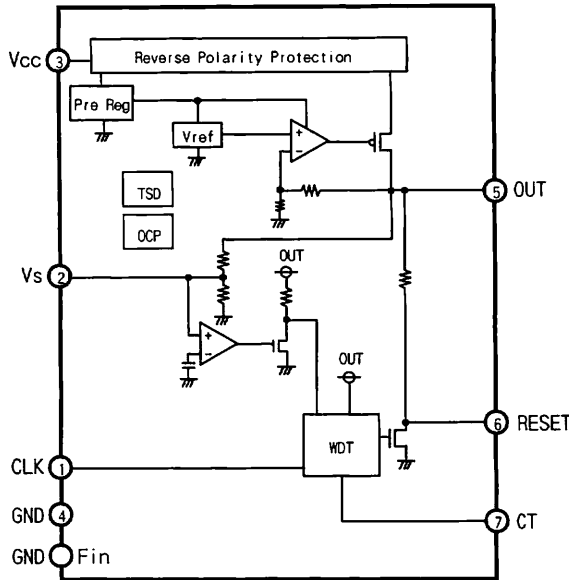 Vcc 3 Reverse Polarity Protection
Pre Reg
Vref
+
−
TSD
5 OUT
OCP
OUT
Vs 2
+
−
OUT
WDT
6 RESET
CLK 1
GND 4
7 CT
GND Fin